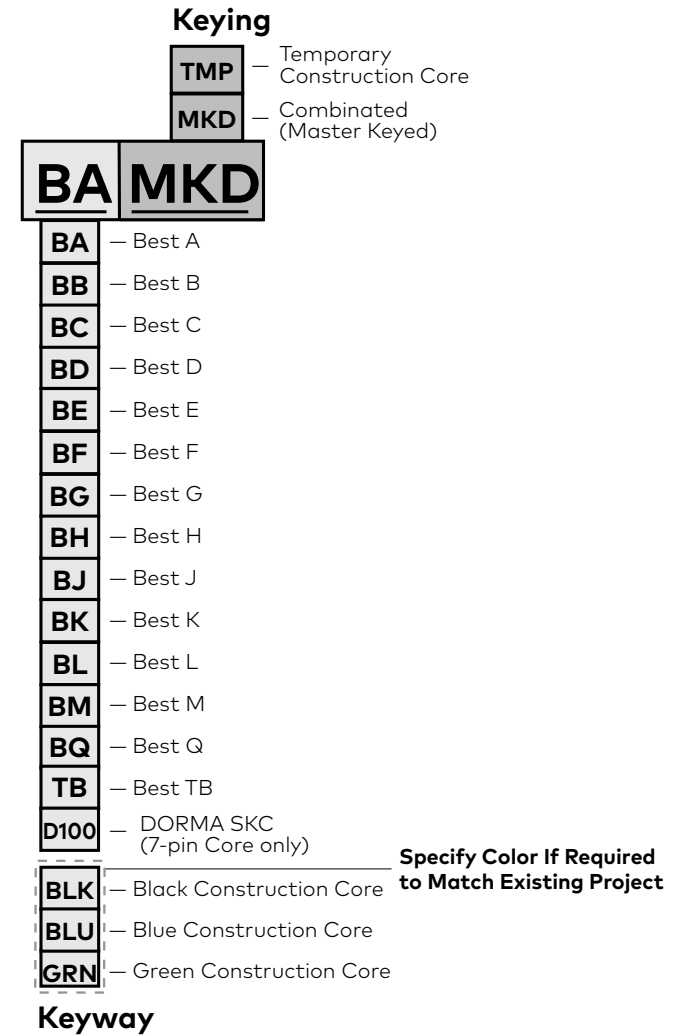 Keying
TMP — Temporary
Construction Core
MKD — Combinated
(Master Keyed)
BA MKD
BA — Best A
BB — Best B
BC — Best C
BD — Best D
BE — Best E
BF — Best F
BG — Best G
BH — Best H
BJ — Best J
BK — Best K
BL — Best L
BM — Best M
BQ — Best Q
TB — Best TB
D100 — DORMA SKC
(7-pin Core only)
Specify Color If Required
to Match Existing Project
BLK — Black Construction Core
BLU — Blue Construction Core
GRN — Green Construction Core
Keyway